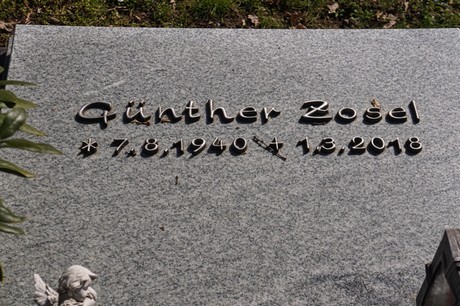 Günther Zosel
* 7.8.1940 † 1.3.2018